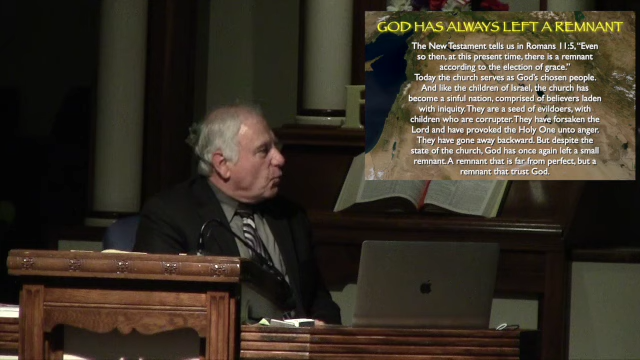 GOD HAS ALWAYS LEFT A REMNANT
The New Testament tells us in Romans 11:5, "Even
so then, at this present time, there is a remnant
according to the election of grace."
Today the church serves as God's chosen people.
And like the children of Israel, the church has
become a sinful nation, comprised of believers laden
with iniquity. They are a seed of evildoers, with
children who are corrupter. They have forsaken the
Lord and have provoked the Holy One unto anger.
They have gone away backward. But despite the
state of the church. God has once again left a small
remnant. A remnant that is far from perfect, but a
remnant that trust God.